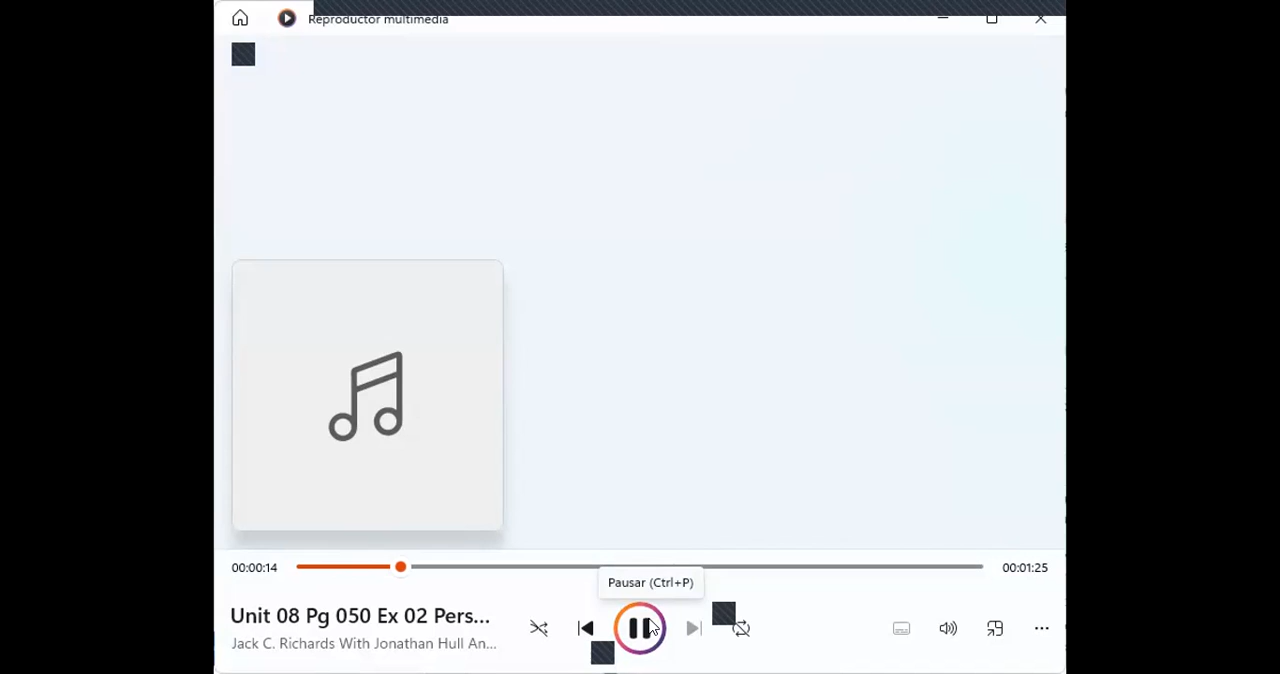 Reproductor multimedia
00:00:14
00:01:25
Pausar (Ctrl+P)
Unit 08 Pg 050 Ex 02 Pers...
Jack C. Richards With Jonathan Hull An...